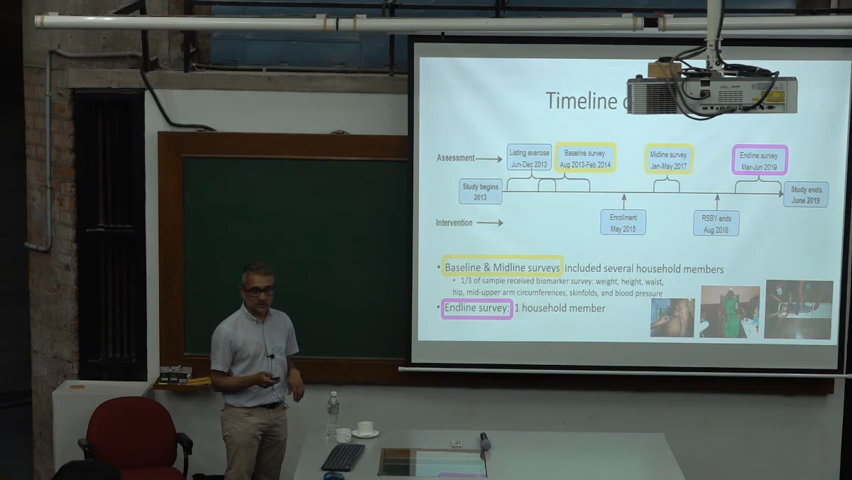 Timeline
Assessment
Listing exercise
Jun-Dec 2013
Baseline survey
Aug 2013-Feb 2014
Midline survey
Jan-May 2017
Endline survey
Mar-Jun 2019
Study begins
2013
Study ends
June 2019
Intervention
Enrollment
May 2015
RSBY ends
Aug 2018
• Baseline & Midline surveys included several household members
• 1/3 of sample received biomarker survey: weight, height, waist,
hip, mid-upper arm circumferences, skinfolds, and blood pressure
• Endline survey: 1 household member